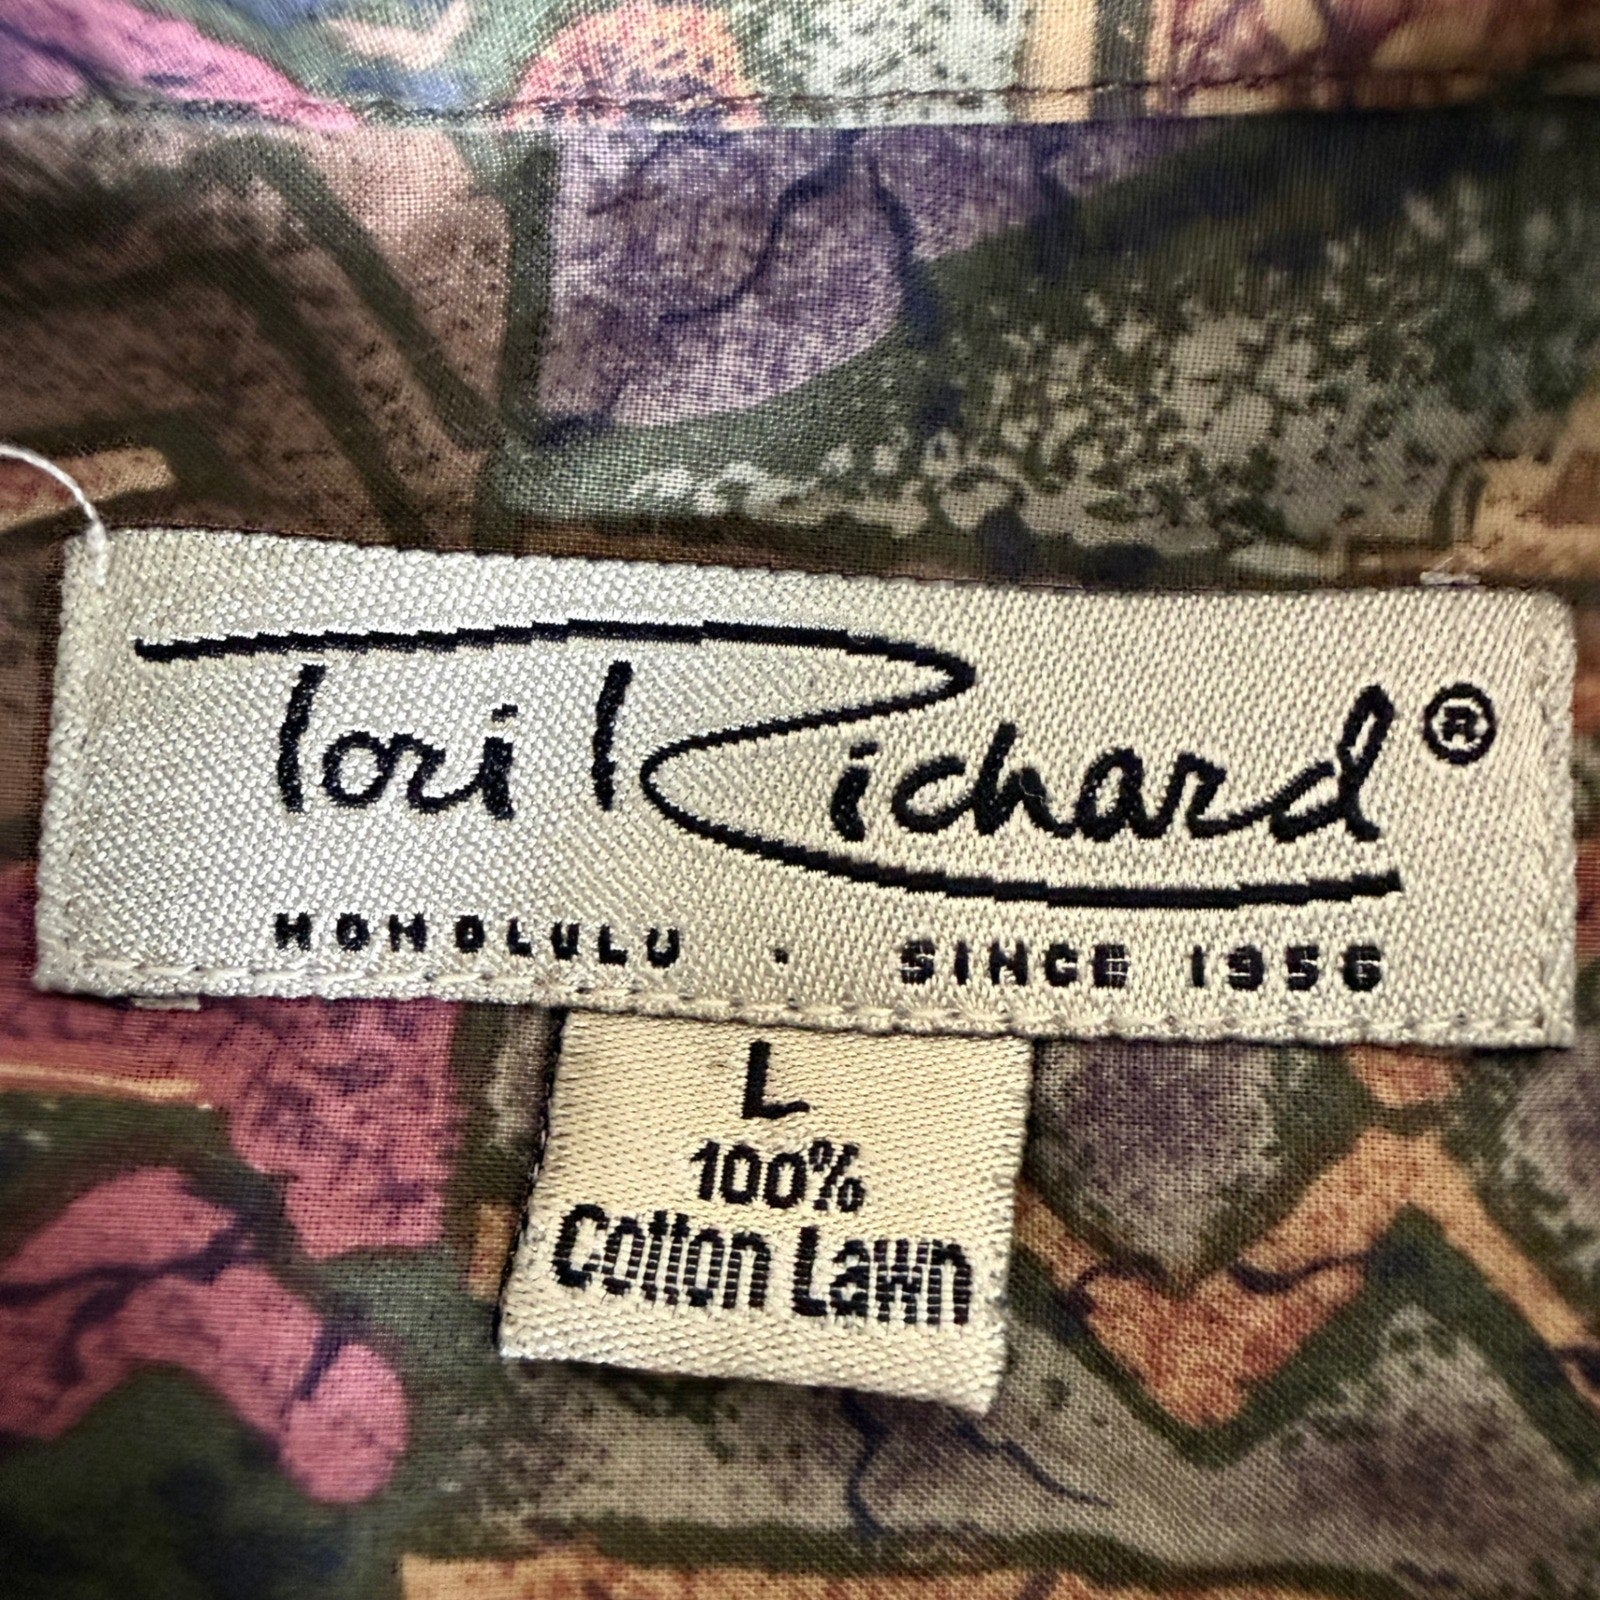 Tori Richard®
HONOLULU · SINCE 1956
L
100%
Cotton Lawn